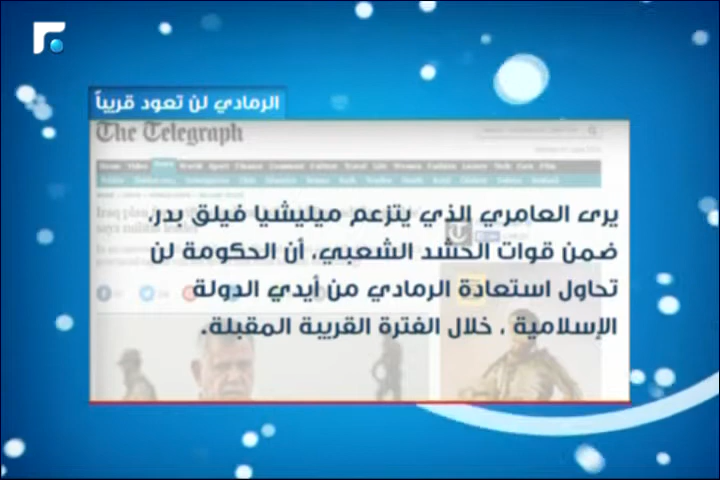 الرمادي لن تعود قريباً
The Telegraph
يرى العامري الذي يتزعم ميليشيا فيلق بدر،
ضمن قوات الحشد الشعبي، أن الحكومة لن
تحاول استعادة الرمادي من أيدي الدولة
الإسلامية ، خلال الفترة القريبة المقبلة.